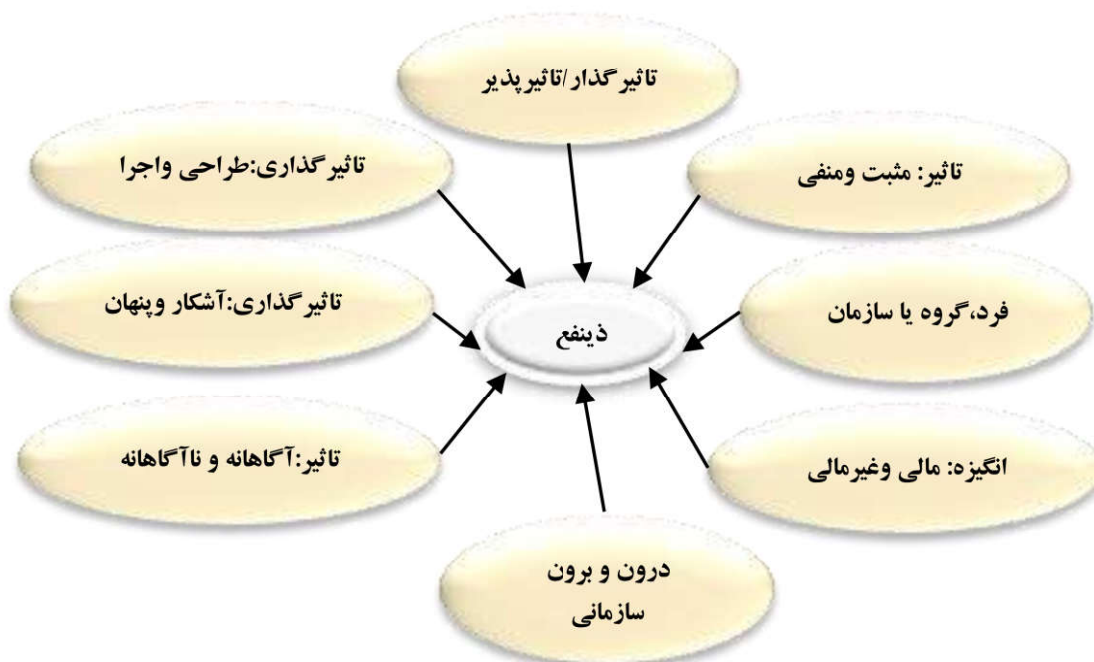 تاثیرگذار/تاثیرپذیر
تاثیر: مثبت ومنفی
تاثیرگذاری:طراحی واجرا
فرد،گروه یا سازمان
تاثیرگذاری:آشکار وپنهان
ذینفع
انگیزه: مالی وغیرمالی
تاثیر:آگاهانه و ناآگاهانه
درون و برون
سازمانی